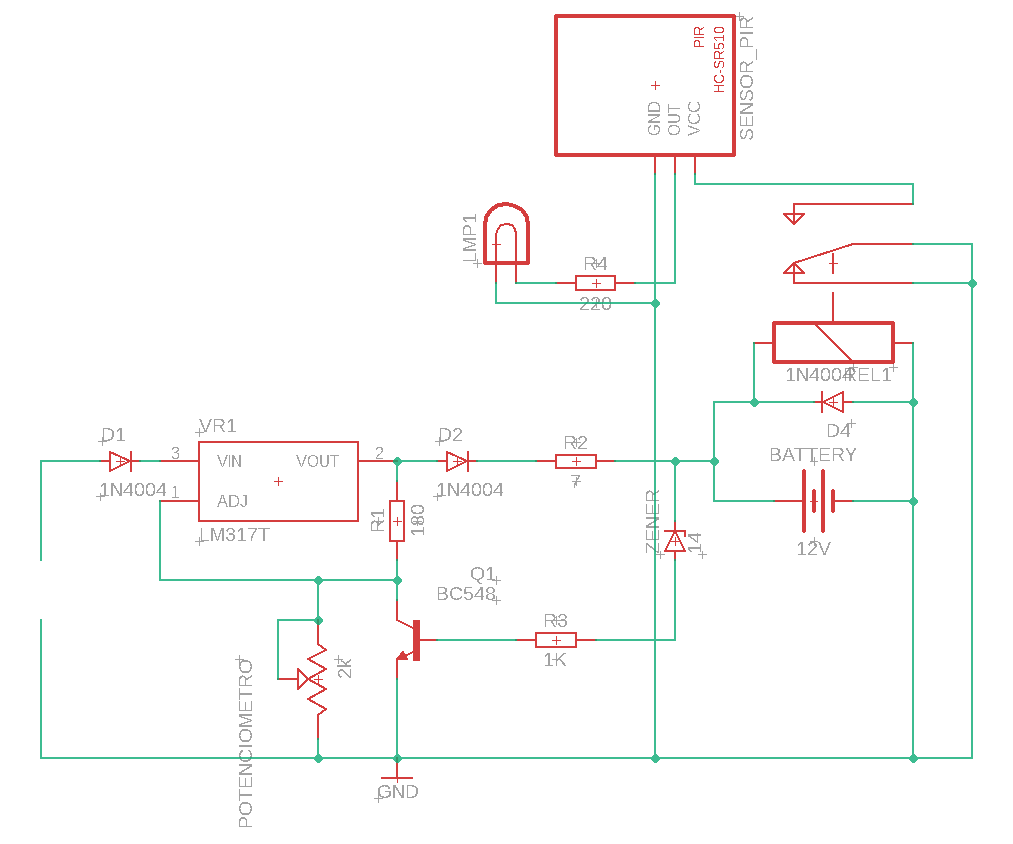 PIR
HC-SR510
SENSOR_PIR
GND
OUT
VCC
LMP1
R4
220
1N4004
REL1
D4
BATTERY
12V
D1
1N4004
VR1
3
VIN
VOUT
2
1
ADJ
LM317T
D2
1N4004
R2
7
R1
180
ZENER
14
Q1
BC548
R3
1K
2k
POTENCIOMETRO
GND